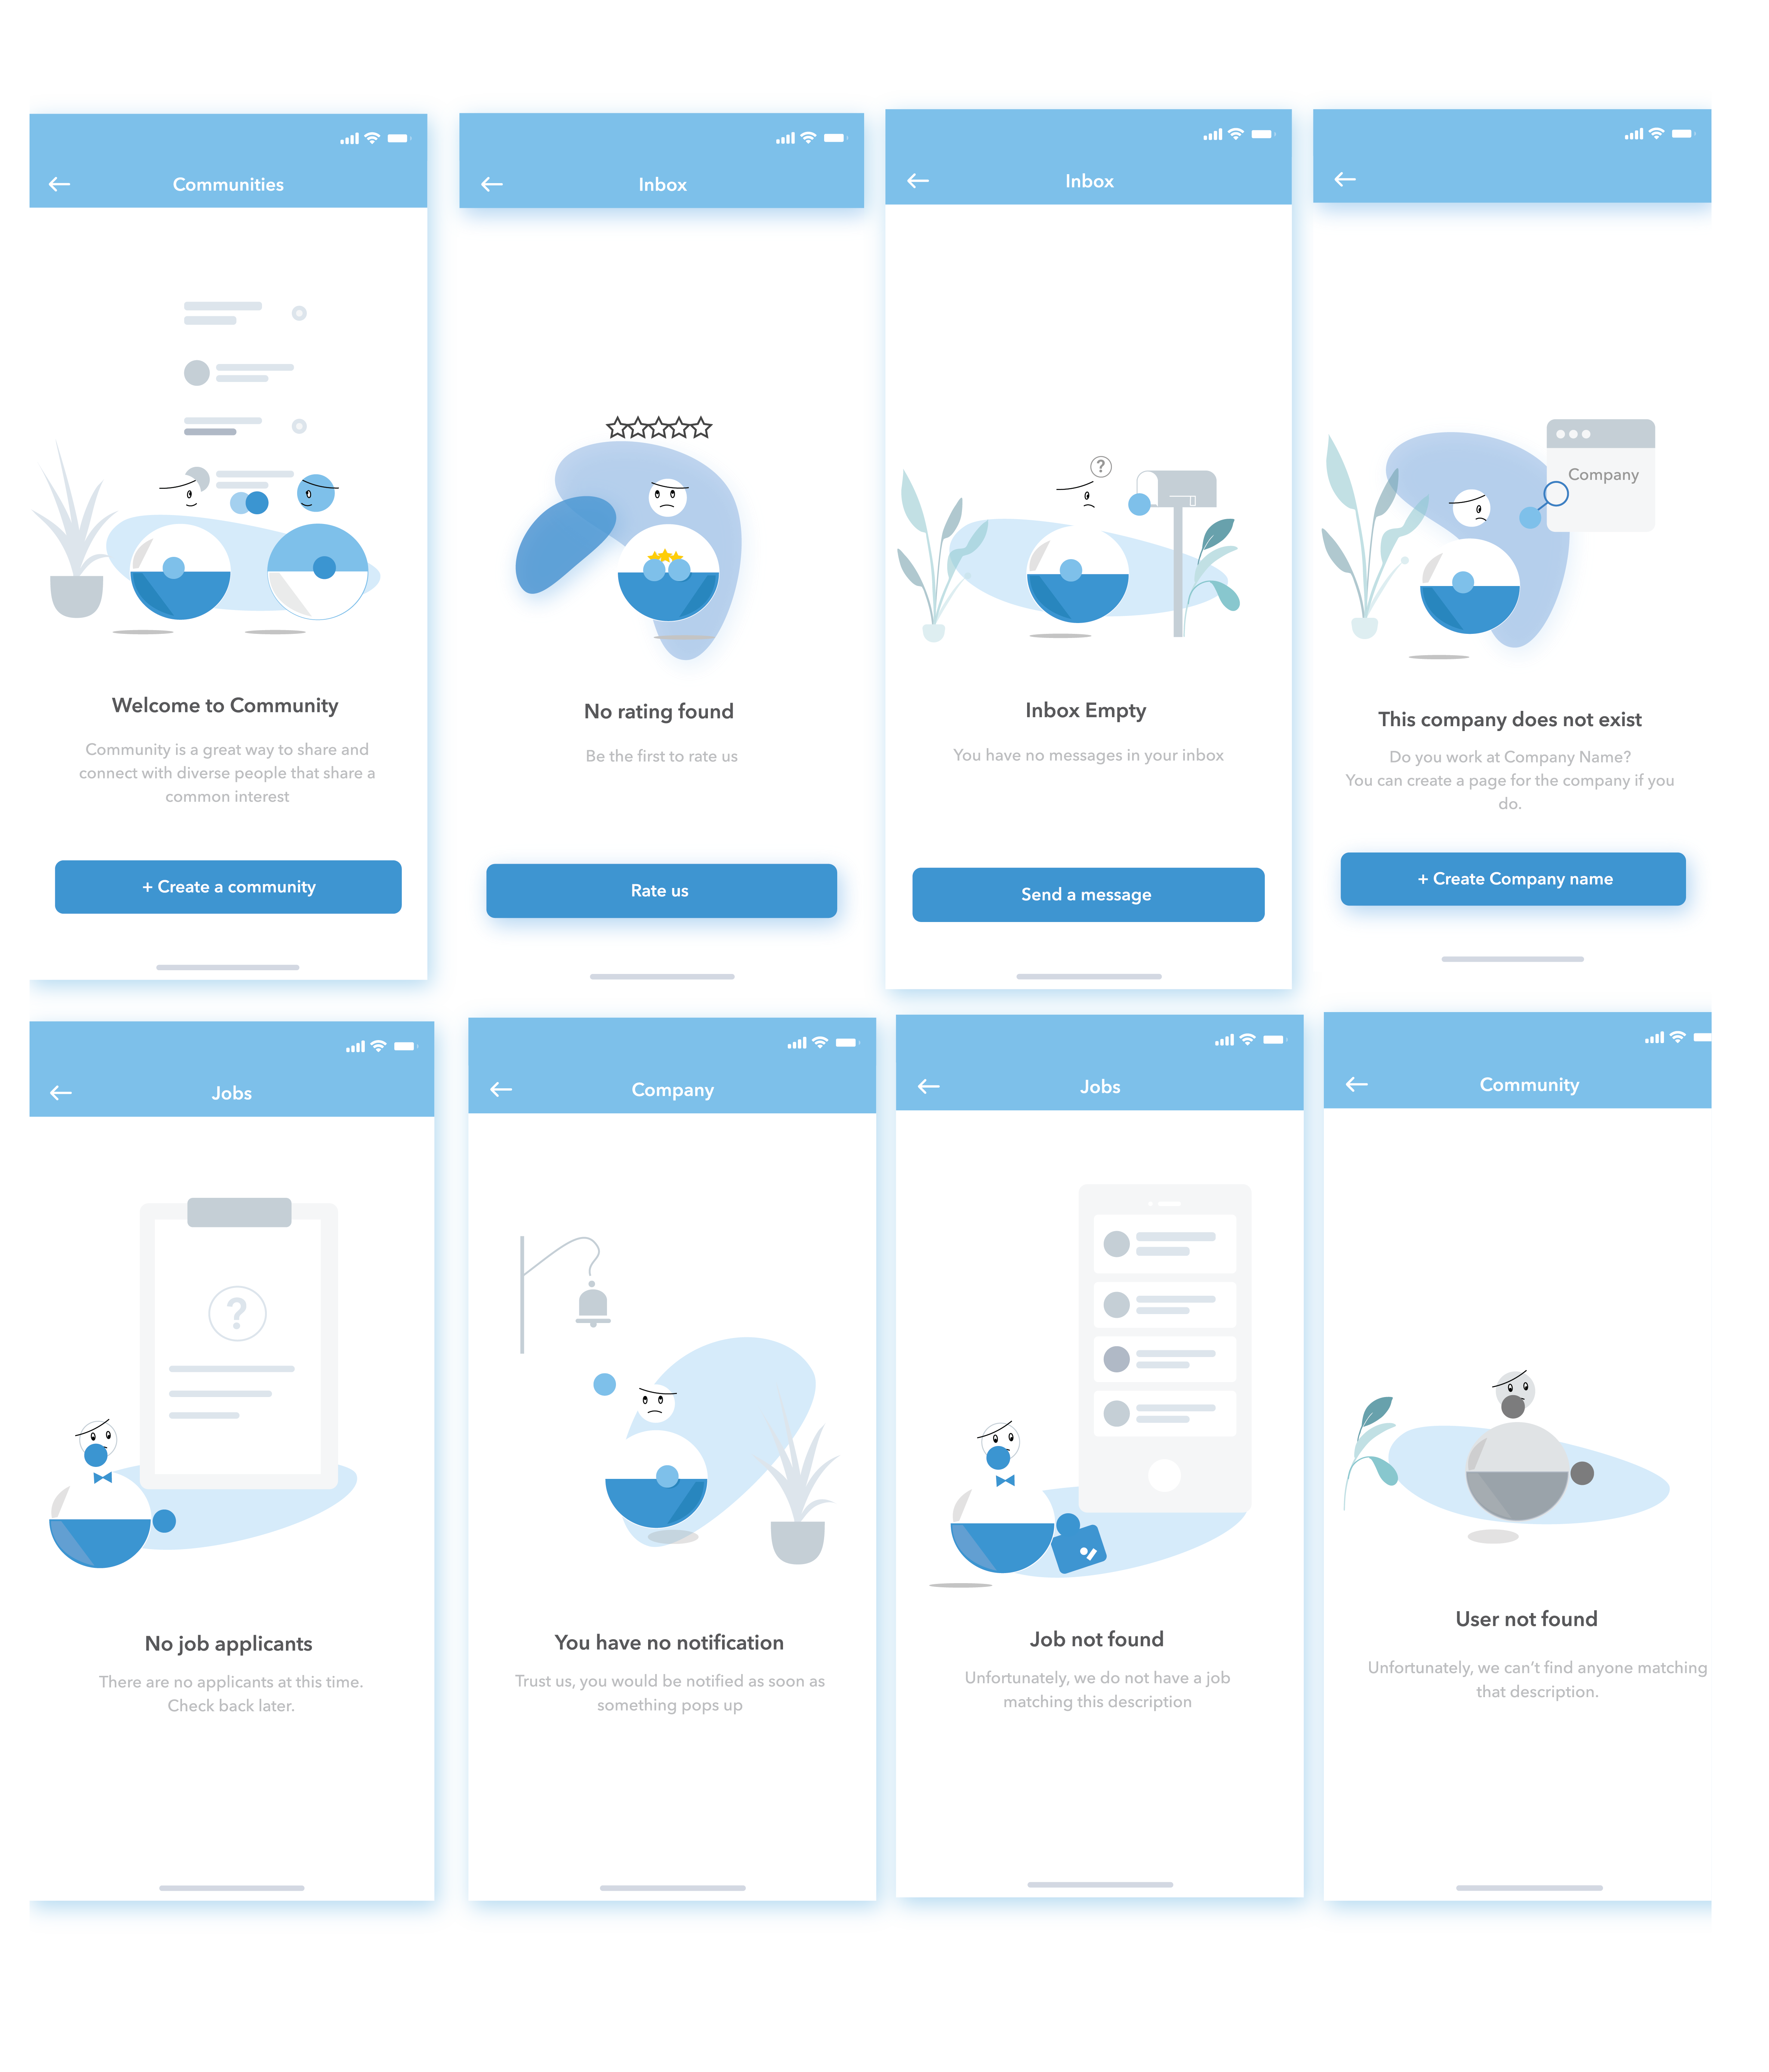 Communities
Welcome to Community
Community is a great way to share and
connect with diverse people that share a
common interest
+ Create a community
Inbox
No rating found
Be the first to rate us
Rate us
Inbox
?
Inbox Empty
You have no messages in your inbox
Send a message
Company
This company does not exist
Do you work at Company Name?
You can create a page for the company if you
do.
+ Create Company name
Jobs
?
No job applicants
There are no applicants at this time.
Check back later.
Company
You have no notification
Trust us, you would be notified as soon as
something pops up
Jobs
Job not found
Unfortunately, we do not have a job
matching this description
Community
User not found
Unfortunately, we can’t find anyone matching
that description.